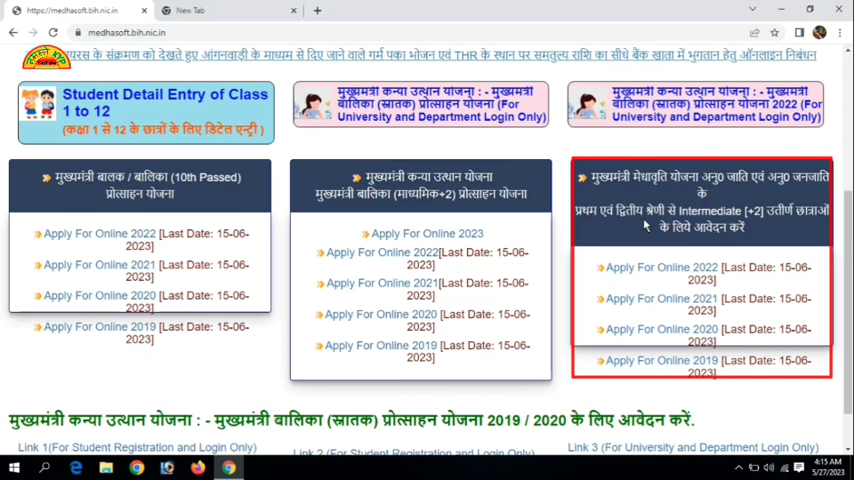 https://medhasoft.bih.nic.in
New Tab
medhasoft.bih.nic.in
यरस के संक्रमण को देखते हुए आंगनवाड़ी के माध्यम से दिए जाने वाले गर्म पका भोजन एवं THR के स्थान पर समतुल्य राशि का सीधे बैंक खाता में भुगतान हेतु ऑनलाइन निबंधन
Student Detail Entry of Class
1 to 12
(कक्षा 1 से 12 के छात्रों के लिए डिटेल एन्ट्री )
मुख्यमंत्री कन्या उत्थान योजना : - मुख्यमंत्री
बालिका (स्नातक) प्रोत्साहन योजना (For
University and Department Login Only)
मुख्यमंत्री कन्या उत्थान योजना : - मुख्यमंत्री
बालिका (स्नातक) प्रोत्साहन योजना 2022 (For
University and Department Login Only)
मुख्यमंत्री बालक / बालिका (10th Passed)
प्रोत्साहन योजना
Apply For Online 2022 [Last Date: 15-06-
2023]
Apply For Online 2021 [Last Date: 15-06-
2023]
Apply For Online 2020 [Last Date: 15-06-
2023]
Apply For Online 2019 [Last Date: 15-06-
2023]
मुख्यमंत्री कन्या उत्थान योजना
मुख्यमंत्री बालिका (माध्यमिक+2) प्रोत्साहन योजना
Apply For Online 2023
Apply For Online 2022[Last Date: 15-06-
2023]
Apply For Online 2021[Last Date: 15-06-
2023]
Apply For Online 2020 [Last Date: 15-06-
2023]
Apply For Online 2019 [Last Date: 15-06-
2023]
मुख्यमंत्री मेधावृति योजना अनु0 जाति एवं अनु0 जनजाति
के
प्रथम एवं द्वितीय श्रेणी से Intermediate [+2] उतीर्ण छात्राओं
के लिये आवेदन करें
Apply For Online 2022 [Last Date: 15-06-
2023]
Apply For Online 2021 [Last Date: 15-06-
2023]
Apply For Online 2020 [Last Date: 15-06-
2023]
Apply For Online 2019 [Last Date: 15-06-
2023]
मुख्यमंत्री कन्या उत्थान योजना : - मुख्यमंत्री बालिका (स्नातक) प्रोत्साहन योजना 2019 / 2020 के लिए आवेदन करें.
Link 1(For Student Registration and Login Only)
Link 2 (For Student Registration and Login Only)
Link 3 (For University and Department Login Only)
4:15 AM
5/27/2023